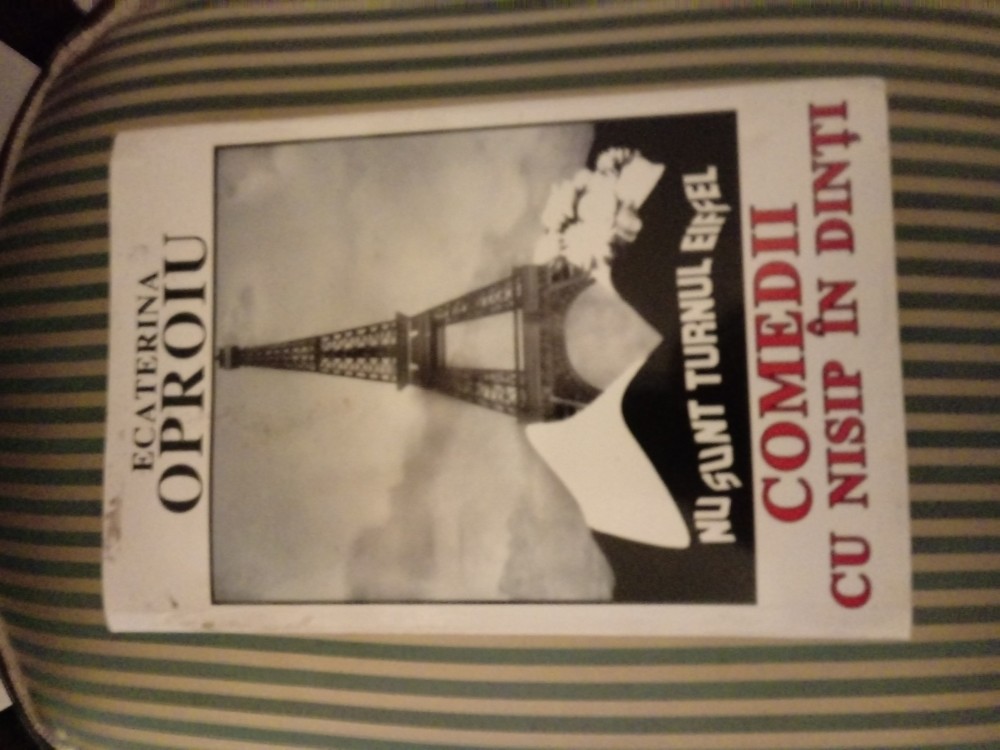 ECATERINA
OPROIU
NU SUNT TURNUL EIFFEL
COMEDII
CU NISIP ÎN DINȚI